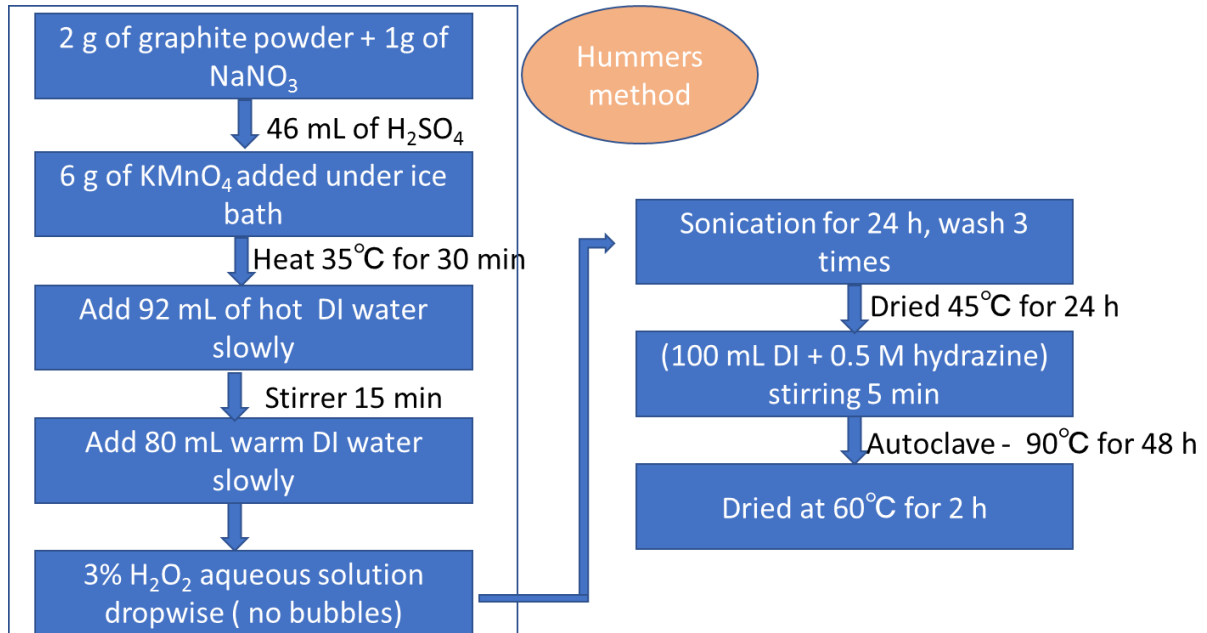 2 g of graphite powder + 1g of
NaNO₃
46 mL of H₂SO₄
6 g of KMnO₄ added under ice
bath
Heat 35℃ for 30 min
Add 92 mL of hot DI water
slowly
Stirrer 15 min
Add 80 mL warm DI water
slowly
3% H₂O₂ aqueous solution
dropwise ( no bubbles)
Hummers
method
Sonication for 24 h, wash 3
times
Dried 45℃ for 24 h
(100 mL DI + 0.5 M hydrazine)
stirring 5 min
Autoclave - 90℃ for 48 h
Dried at 60℃ for 2 h